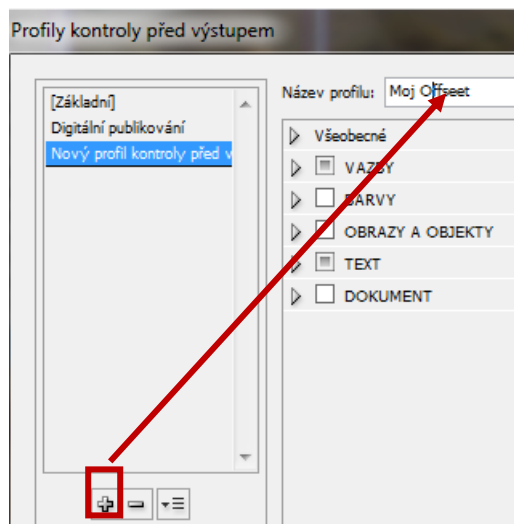 Profily kontroly před výstupem
[Základní]
Digitální publikování
Nový profil kontroly před v
Název profilu: Moj Offseet
Všeobecné
VAZBY
BARVY
OBRAZY A OBJEKTY
TEXT
DOKUMENT